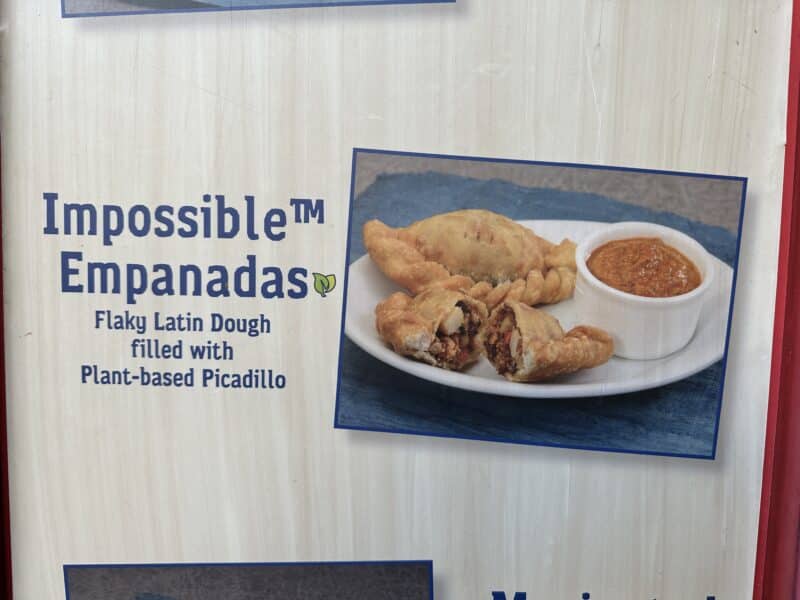 Impossible™
Empanadas
Flaky Latin Dough
filled with
Plant-based Picadillo